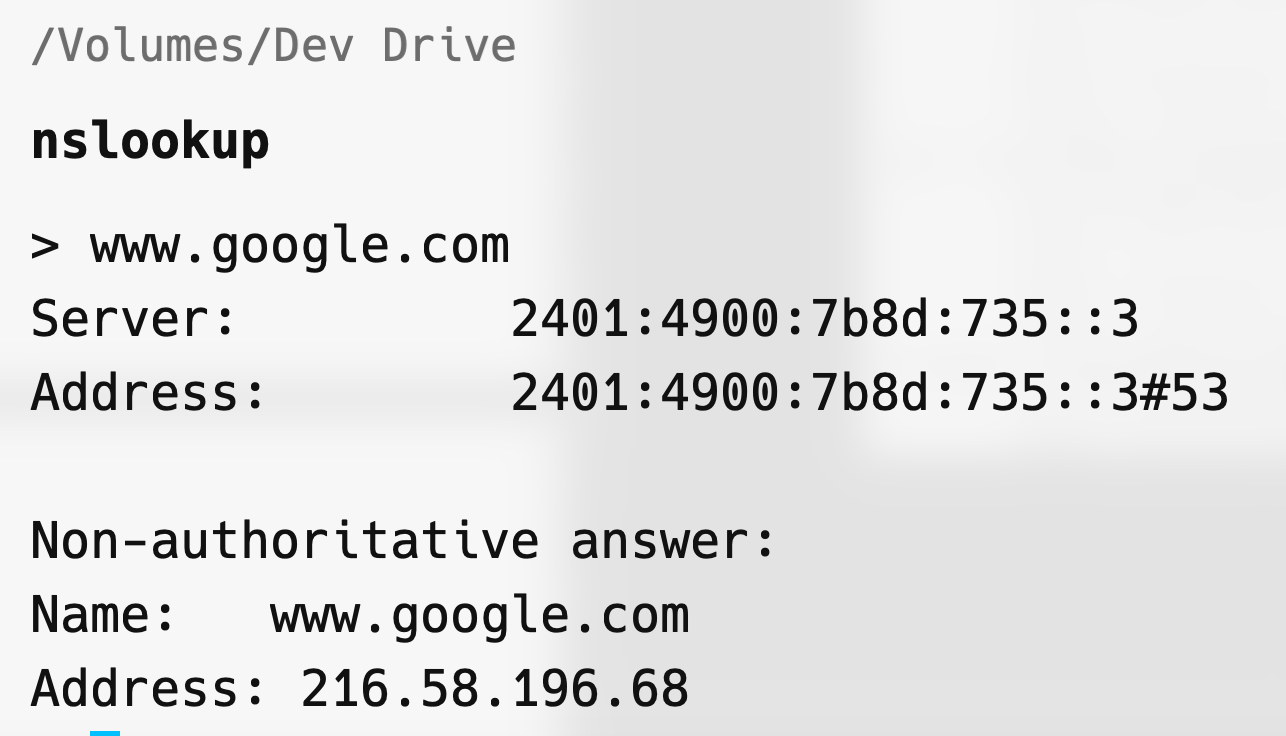 /Volumes/Dev Drive
nslookup
> www.google.com
Server:		2401:4900:7b8d:735::3
Address:	2401:4900:7b8d:735::3#53
Non-authoritative answer:
Name:	www.google.com
Address: 216.58.196.68